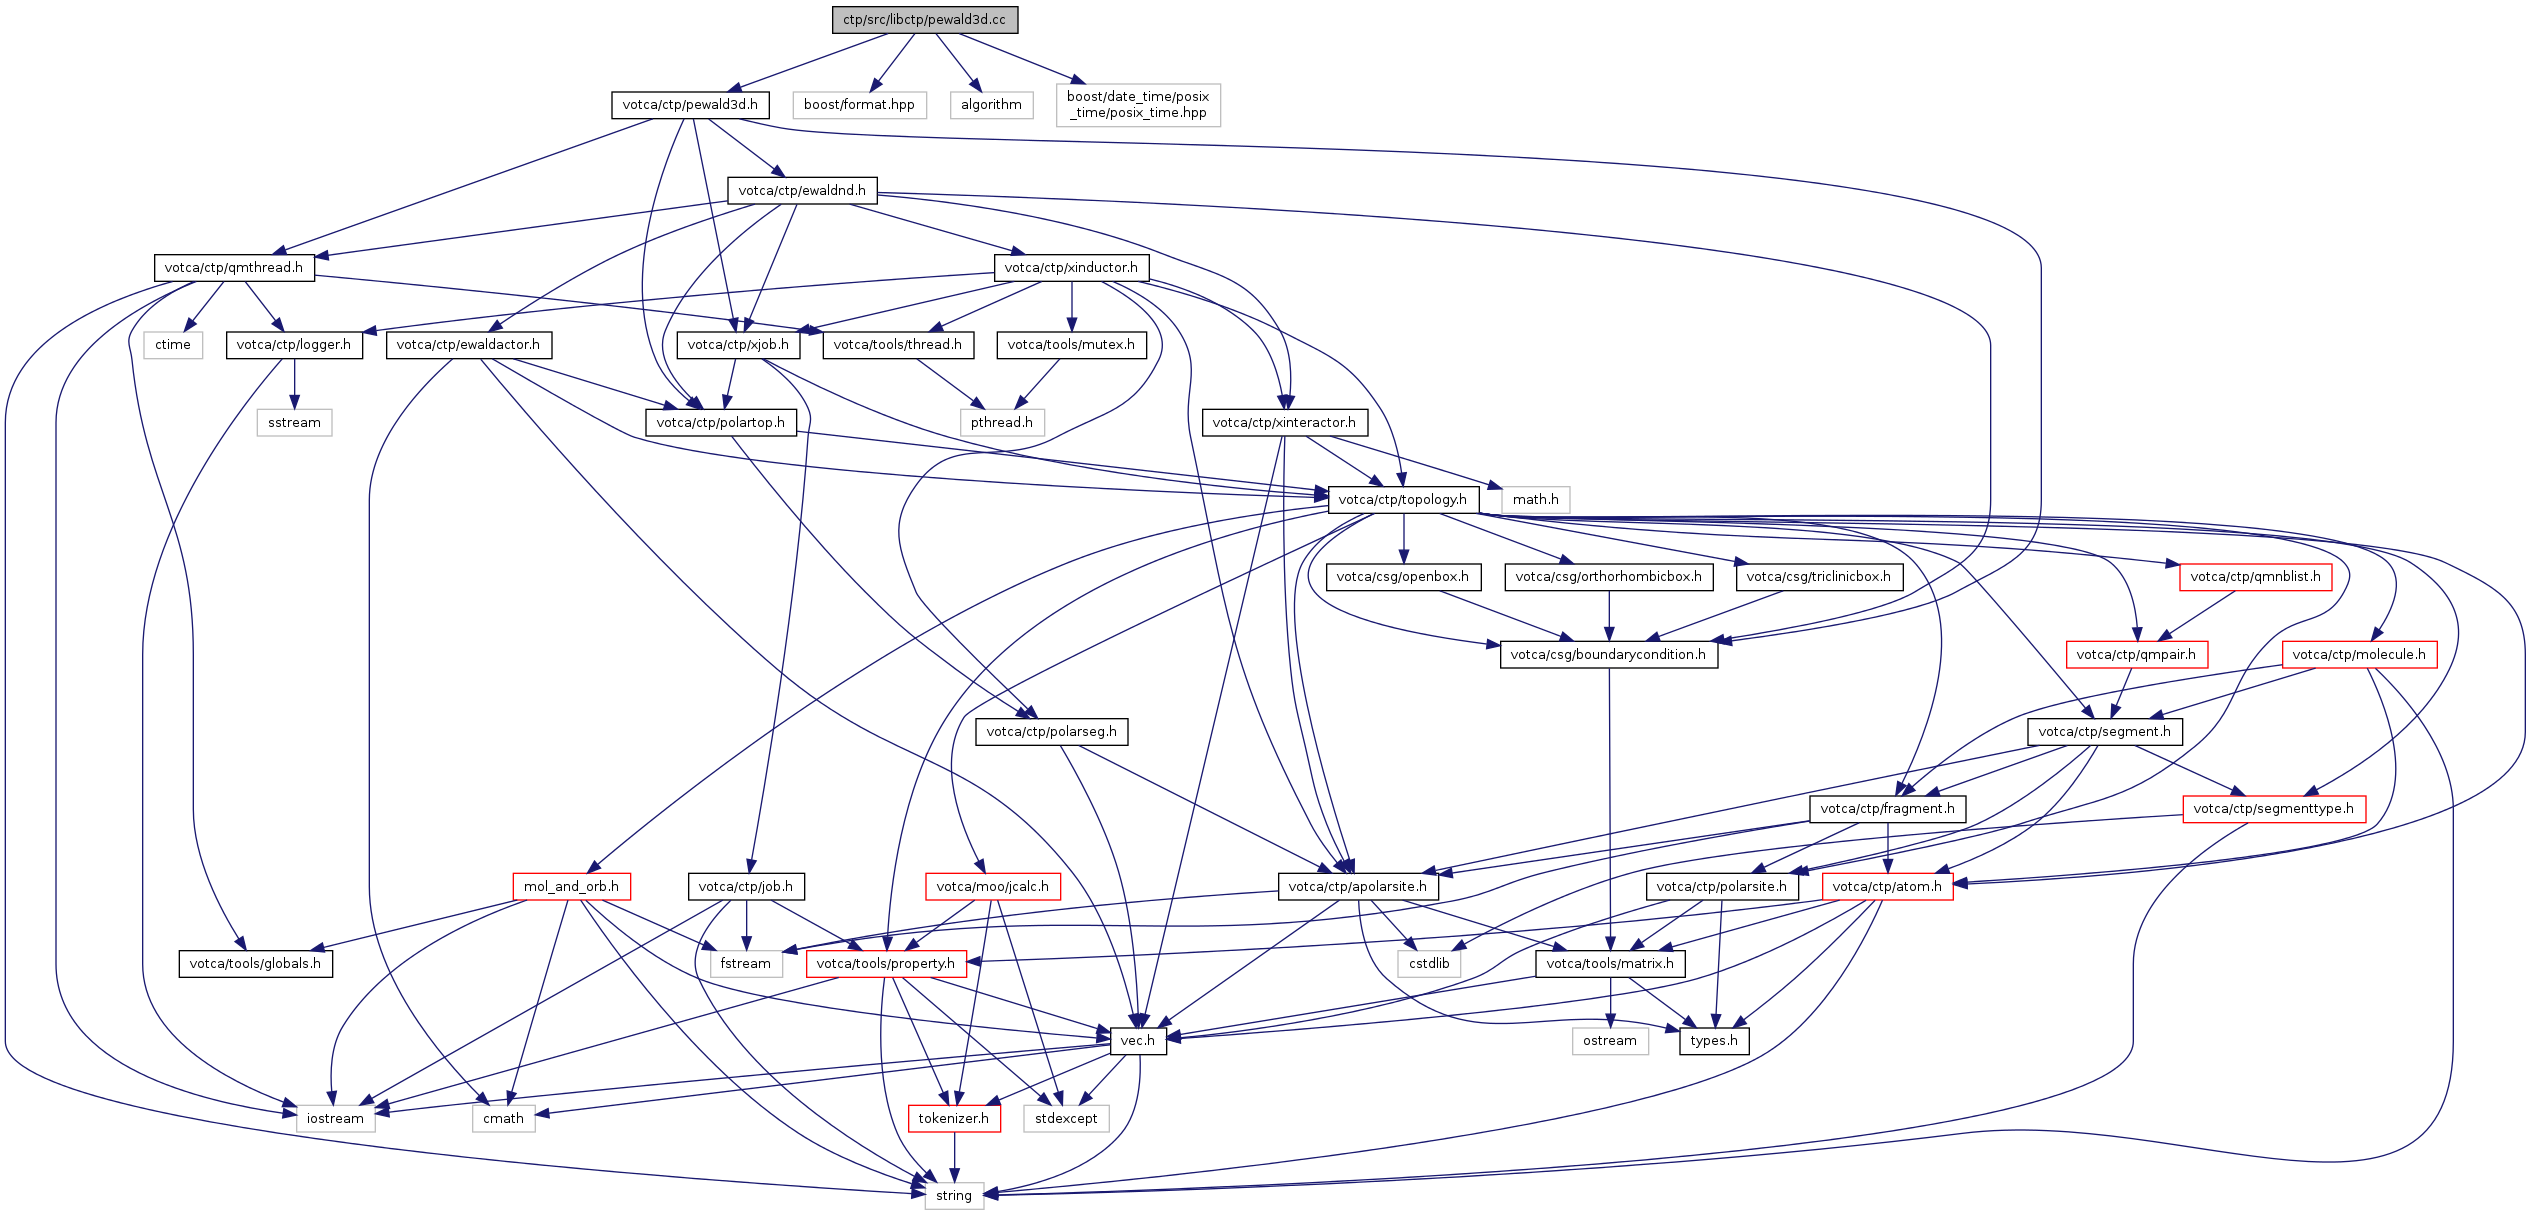 ctp/src/libctp/pewald3d.cc
votca/ctp/pewald3d.h
boost/format.hpp
algorithm
boost/date_time/posix
_time/posix_time.hpp
votca/ctp/ewaldnd.h
votca/ctp/qmthread.h
votca/ctp/xinductor.h
ctime
votca/ctp/logger.h
votca/ctp/ewaldactor.h
votca/ctp/xjob.h
votca/tools/thread.h
votca/tools/mutex.h
sstream
votca/ctp/polartop.h
pthread.h
votca/ctp/xinteractor.h
votca/ctp/topology.h
math.h
votca/csg/openbox.h
votca/csg/orthorhombicbox.h
votca/csg/triclinicbox.h
votca/ctp/qmnblist.h
votca/csg/boundarycondition.h
votca/ctp/qmpair.h
votca/ctp/molecule.h
votca/ctp/polarseg.h
votca/ctp/segment.h
votca/ctp/fragment.h
votca/ctp/segmenttype.h
mol_and_orb.h
votca/ctp/job.h
votca/moo/jcalc.h
votca/ctp/apolarsite.h
votca/ctp/polarsite.h
votca/ctp/atom.h
votca/tools/globals.h
fstream
votca/tools/property.h
cstdlib
votca/tools/matrix.h
vec.h
ostream
types.h
iostream
cmath
tokenizer.h
stdexcept
string